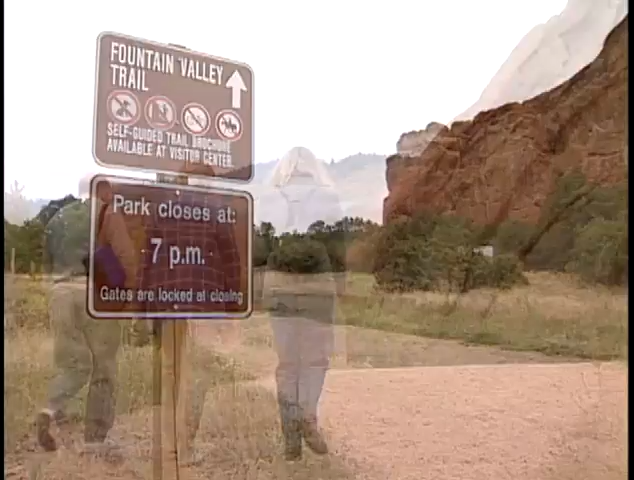 FOUNTAIN VALLEY
TRAIL
SELF-GUIDED TRAIL BROCHURE
AVAILABLE AT VISITOR CENTER
Park closes at:
7 p.m.
Gates are locked at closing